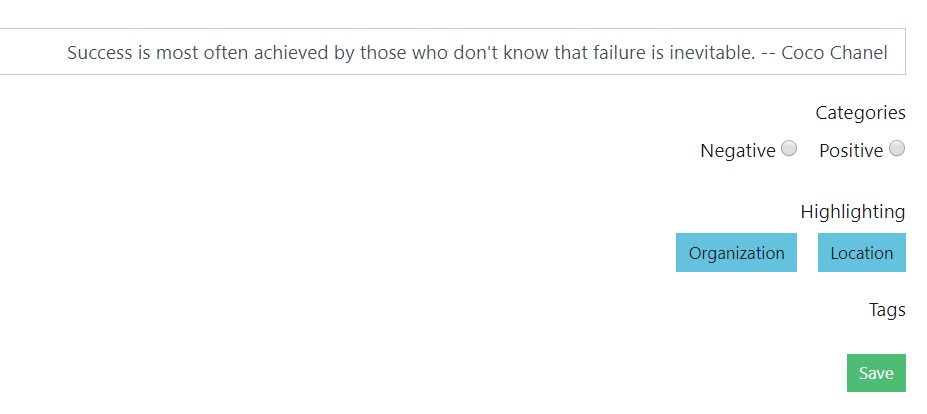 Success is most often achieved by those who don't know that failure is inevitable. -- Coco Chanel
Categories
Negative Positive
Highlighting
Organization Location
Tags
Save